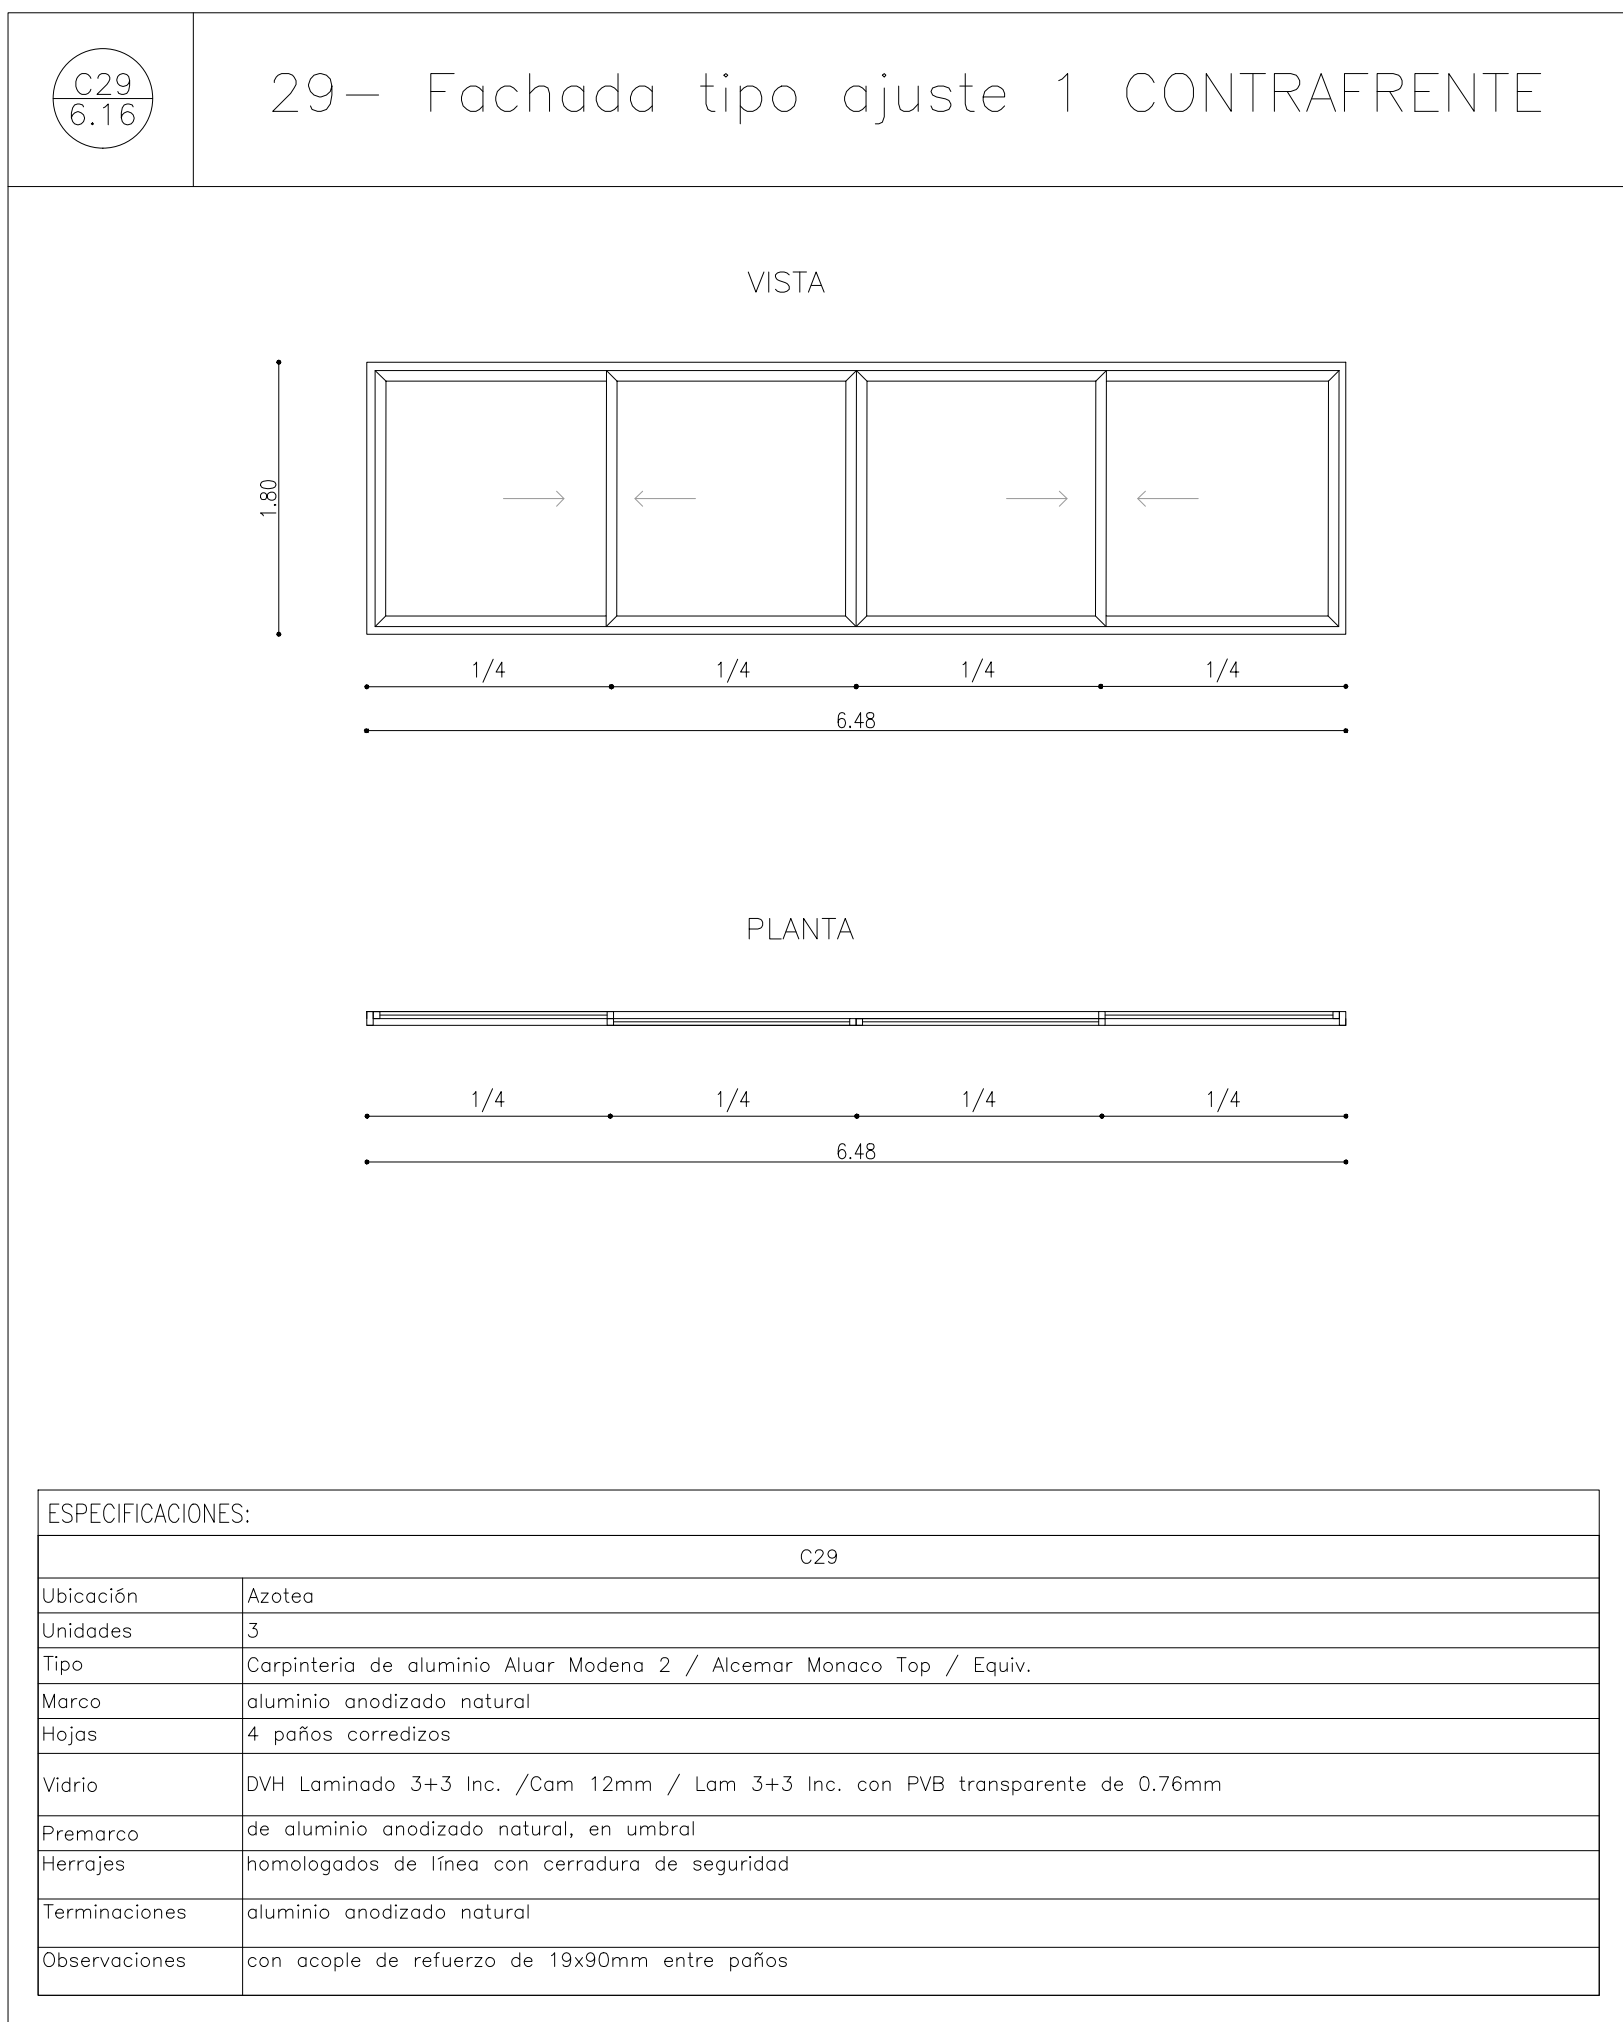 C29
6.16
29- Fachada tipo ajuste 1 CONTRAFRENTE
VISTA
1.80
1/4 1/4 1/4 1/4
6.48
PLANTA
1/4 1/4 1/4 1/4
6.48
ESPECIFICACIONES:
C29
Ubicación Azotea
Unidades 3
Tipo Carpinteria de aluminio Aluar Modena 2 / Alcemar Monaco Top / Equiv.
Marco aluminio anodizado natural
Hojas 4 paños corredizos
Vidrio DVH Laminado 3+3 Inc. /Cam 12mm / Lam 3+3 Inc. con PVB transparente de 0.76mm
Premarco de aluminio anodizado natural, en umbral
Herrajes homologados de línea con cerradura de seguridad
Terminaciones aluminio anodizado natural
Observaciones con acople de refuerzo de 19x90mm entre paños